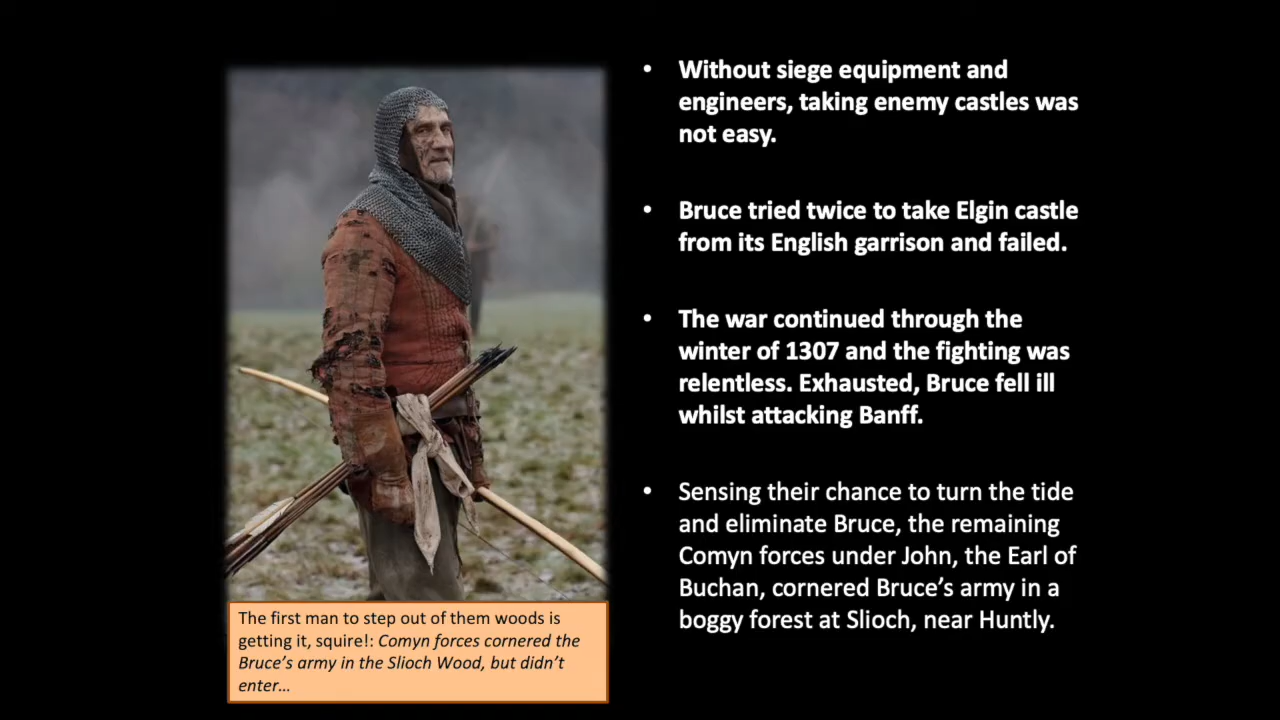 • Without siege equipment and
engineers, taking enemy castles was
not easy.
• Bruce tried twice to take Elgin castle
from its English garrison and failed.
• The war continued through the
winter of 1307 and the fighting was
relentless. Exhausted, Bruce fell ill
whilst attacking Banff.
• Sensing their chance to turn the tide
and eliminate Bruce, the remaining
Comyn forces under John, the Earl of
Buchan, cornered Bruce’s army in a
boggy forest at Slioch, near Huntly.
The first man to step out of them woods is
getting it, squire!: Comyn forces cornered the
Bruce’s army in the Slioch Wood, but didn’t
enter…